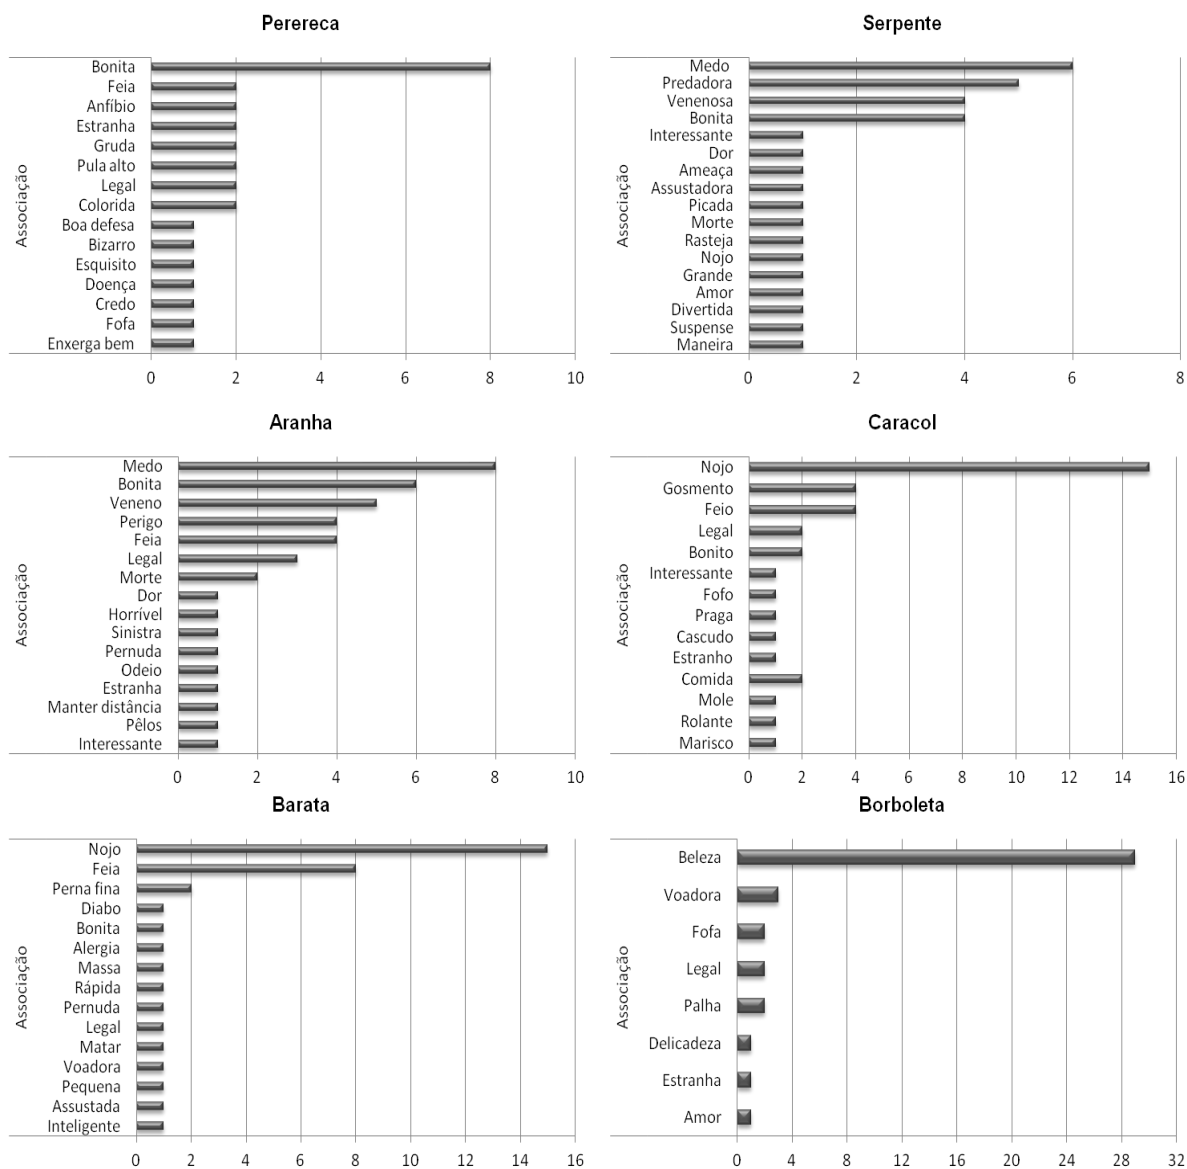 Perereca
Associação
Bonita
Feia
Anfíbio
Estranha
Gruda
Pula alto
Legal
Colorida
Boa defesa
Bizarro
Esquisito
Doença
Credo
Fofa
Enxerga bem
0 2 4 6 8 10
Serpente
Associação
Medo
Predadora
Venenosa
Bonita
Interessante
Dor
Ameaça
Assustadora
Picada
Morte
Rasteja
Nojo
Grande
Amor
Divertida
Suspense
Maneira
0 2 4 6 8
Aranha
Associação
Medo
Bonita
Veneno
Perigo
Feia
Legal
Morte
Dor
Horrível
Sinistra
Pernuda
Odeio
Estranha
Manter distância
Pêlos
Interessante
0 2 4 6 8 10
Caracol
Associação
Nojo
Gosmento
Feio
Legal
Bonito
Interessante
Fofo
Praga
Cascudo
Estranho
Comida
Mole
Rolante
Marisco
0 2 4 6 8 10 12 14 16
Barata
Associação
Nojo
Feia
Perna fina
Diabo
Bonita
Alergia
Massa
Rápida
Pernuda
Legal
Matar
Voadora
Pequena
Assustada
Inteligente
0 2 4 6 8 10 12 14 16
Borboleta
Associação
Beleza
Voadora
Fofa
Legal
Palha
Delicadeza
Estranha
Amor
0 4 8 12 16 20 24 28 32